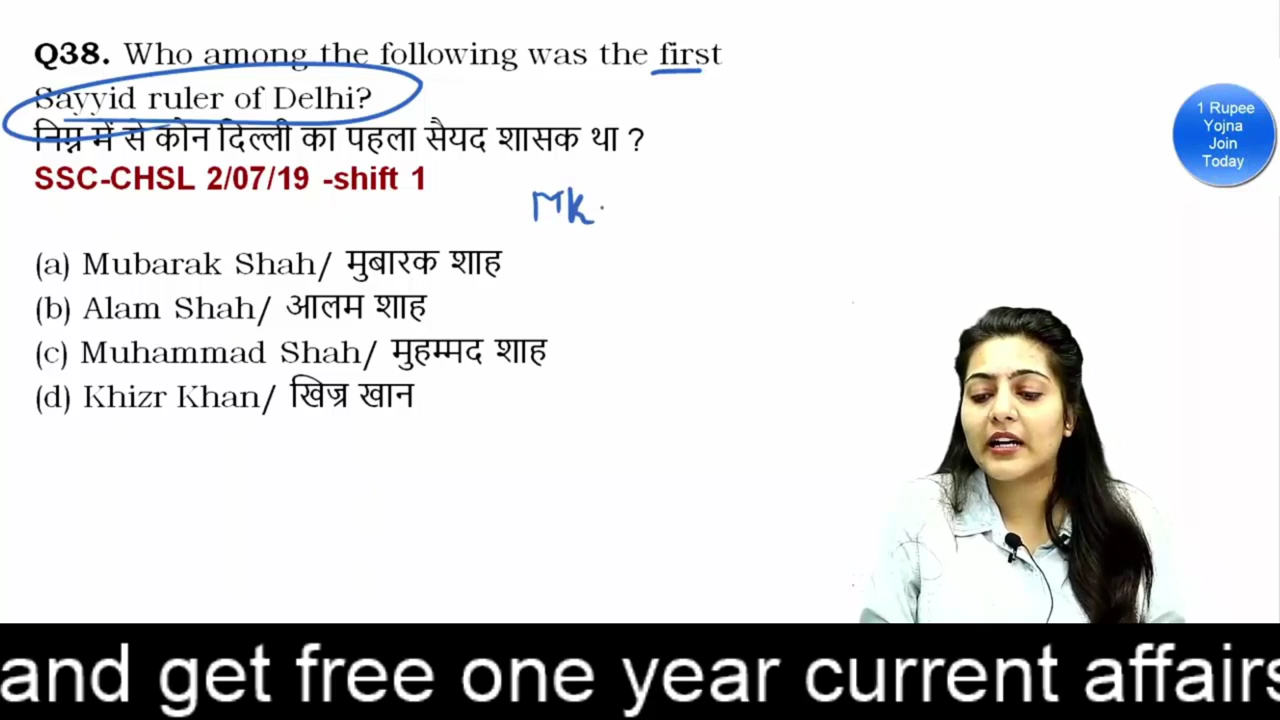 Q38. Who among the following was the first
Sayyid ruler of Delhi?
निम्न में से कोन दिल्ली का पहला सैयद शासक था ?
SSC-CHSL 2/07/19 -shift 1
MK
(a) Mubarak Shah/ मुबारक शाह
(b) Alam Shah/ आलम शाह
(c) Muhammad Shah/ मुहम्मद शाह
(d) Khizr Khan/ खिज्र खान
1 Rupee
Yojna
Join
Today
and get free one year current affairs